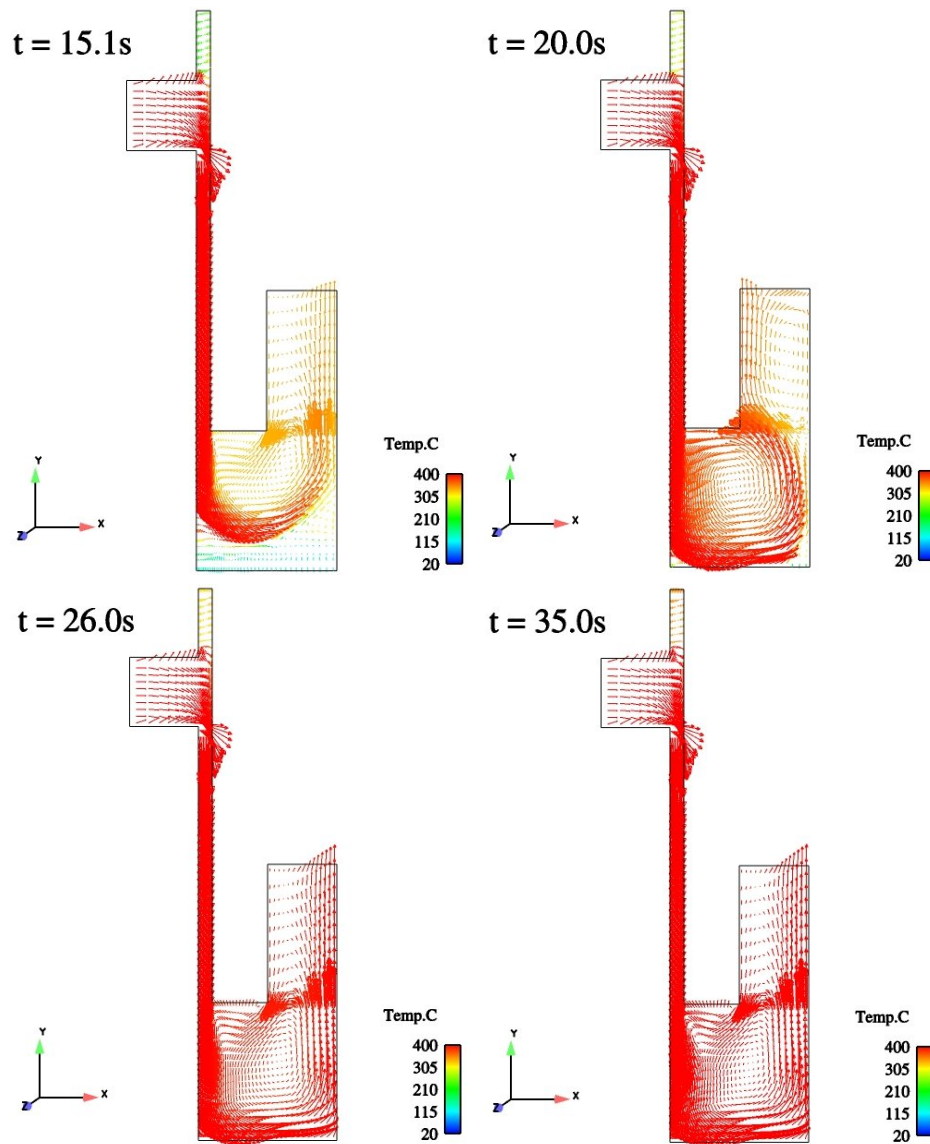 t = 15.1s
Temp.C
400
305
210
115
20
Y
X
Z
t = 20.0s
Temp.C
400
305
210
115
20
Y
X
Z
t = 26.0s
Temp.C
400
305
210
115
20
Y
X
Z
t = 35.0s
Temp.C
400
305
210
115
20
Y
X
Z